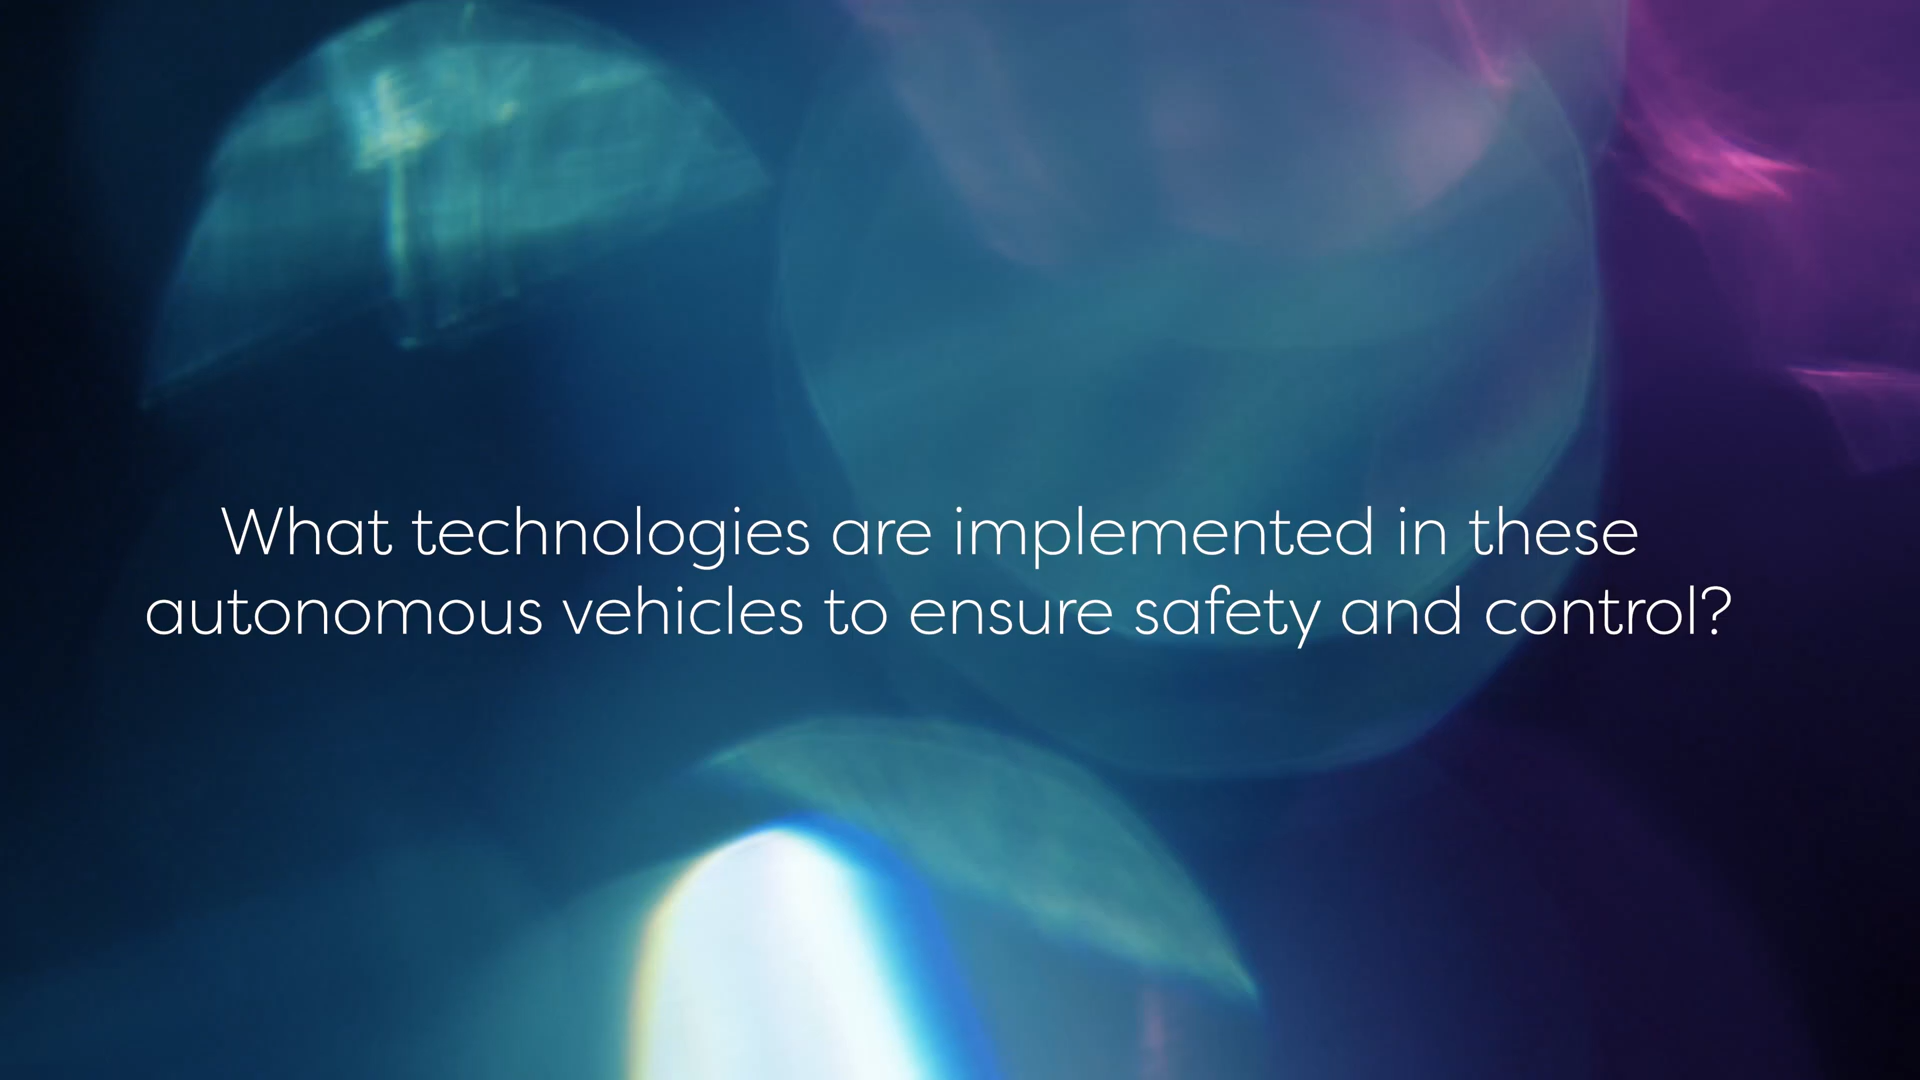 What technologies are implemented in these
autonomous vehicles to ensure safety and control?